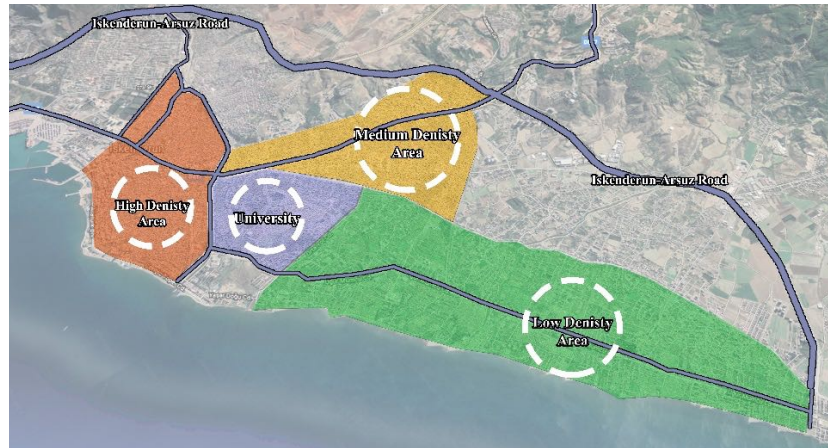 Iskenderun-Arsuz Road
Medium Denisty
Area
Iskenderun-Arsuz Road
High Denisty
Area
University
Low Denisty
Area